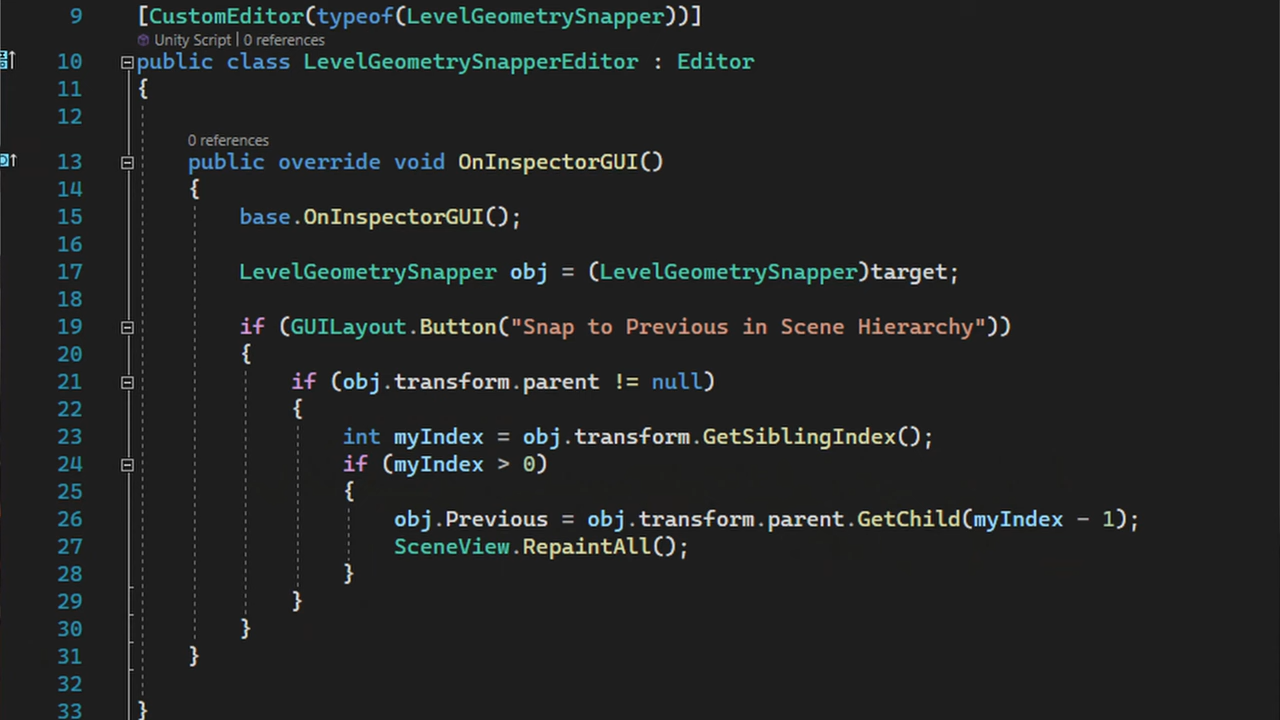 9 [CustomEditor(typeof(LevelGeometrySnapper))]
Unity Script | 0 references
10 public class LevelGeometrySnapperEditor : Editor
11 {
12
0 references
13 public override void OnInspectorGUI()
14 {
15 base.OnInspectorGUI();
16
17 LevelGeometrySnapper obj = (LevelGeometrySnapper)target;
18
19 if (GUILayout.Button("Snap to Previous in Scene Hierarchy"))
20 {
21 if (obj.transform.parent != null)
22 {
23 int myIndex = obj.transform.GetSiblingIndex();
24 if (myIndex > 0)
25 {
26 obj.Previous = obj.transform.parent.GetChild(myIndex - 1);
27 SceneView.RepaintAll();
28 }
29 }
30 }
31 }
32
33 }